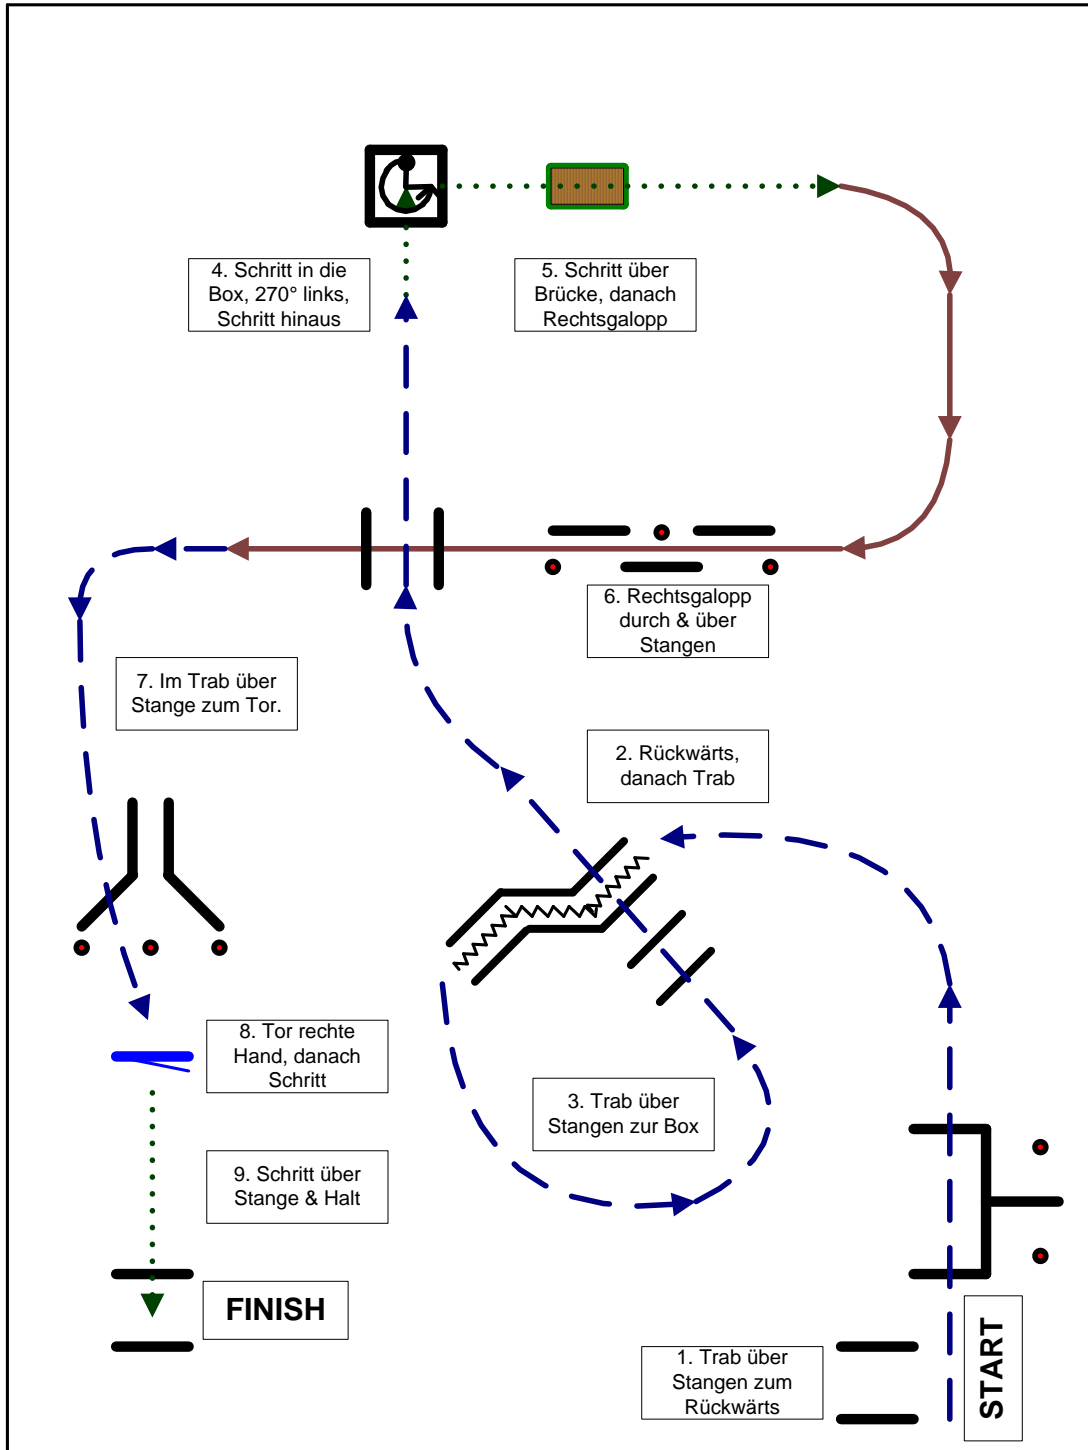 4. Schritt in die
Box, 270° links,
Schritt hinaus
5. Schritt über
Brücke, danach
Rechtsgalopp
6. Rechtsgalopp
durch & über
Stangen
7. Im Trab über
Stange zum Tor.
2. Rückwärts,
danach Trab
8. Tor rechte
Hand, danach
Schritt
3. Trab über
Stangen zur Box
9. Schritt über
Stange & Halt
FINISH
1. Trab über
Stangen zum
Rückwärts
START